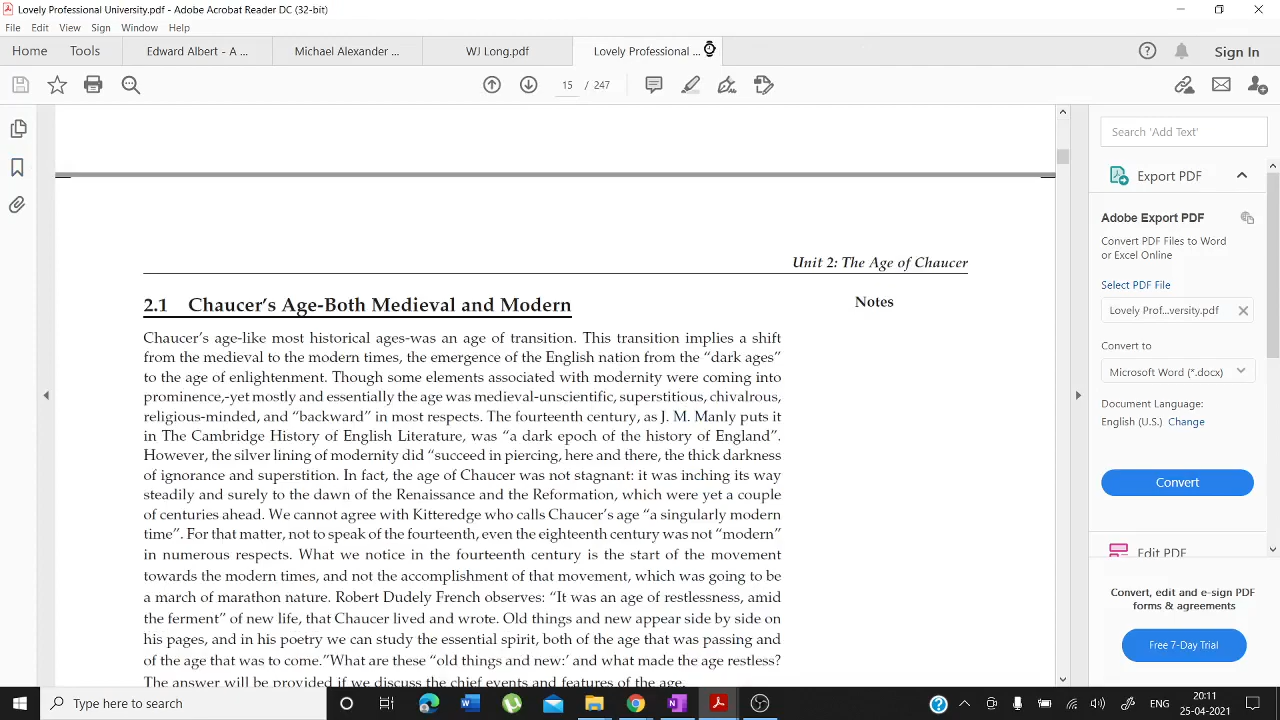 Lovely Professional University.pdf - Adobe Acrobat Reader DC (32-bit)
File Edit View Sign Window Help
Home Tools Edward Albert - A ... Michael Alexander ... WJ Long.pdf Lovely Professional ... Sign In
15 / 247
Search 'Add Text'
Export PDF
Adobe Export PDF
Convert PDF Files to Word
or Excel Online
Select PDF File
Lovely Prof...versity.pdf
Convert to
Microsoft Word (*.docx)
Document Language:
English (U.S.) Change
Convert
Edit PDF
Convert, edit and e-sign PDF
forms & agreements
Free 7-Day Trial
Unit 2: The Age of Chaucer
2.1 Chaucer's Age-Both Medieval and Modern
Notes
Chaucer's age-like most historical ages-was an age of transition. This transition implies a shift
from the medieval to the modern times, the emergence of the English nation from the "dark ages"
to the age of enlightenment. Though some elements associated with modernity were coming into
prominence,-yet mostly and essentially the age was medieval-unscientific, superstitious, chivalrous,
religious-minded, and "backward" in most respects. The fourteenth century, as J. M. Manly puts it
in The Cambridge History of English Literature, was "a dark epoch of the history of England".
However, the silver lining of modernity did "succeed in piercing, here and there, the thick darkness
of ignorance and superstition. In fact, the age of Chaucer was not stagnant: it was inching its way
steadily and surely to the dawn of the Renaissance and the Reformation, which were yet a couple
of centuries ahead. We cannot agree with Kitteredge who calls Chaucer's age "a singularly modern
time". For that matter, not to speak of the fourteenth, even the eighteenth century was not "modern"
in numerous respects. What we notice in the fourteenth century is the start of the movement
towards the modern times, and not the accomplishment of that movement, which was going to be
a march of marathon nature. Robert Dudely French observes: "It was an age of restlessness, amid
the ferment" of new life, that Chaucer lived and wrote. Old things and new appear side by side on
his pages, and in his poetry we can study the essential spirit, both of the age that was passing and
of the age that was to come."What are these "old things and new:' and what made the age restless?
The answer will be provided if we discuss the chief events and features of the age.
Type here to search
ENG
20:11
25-04-2021